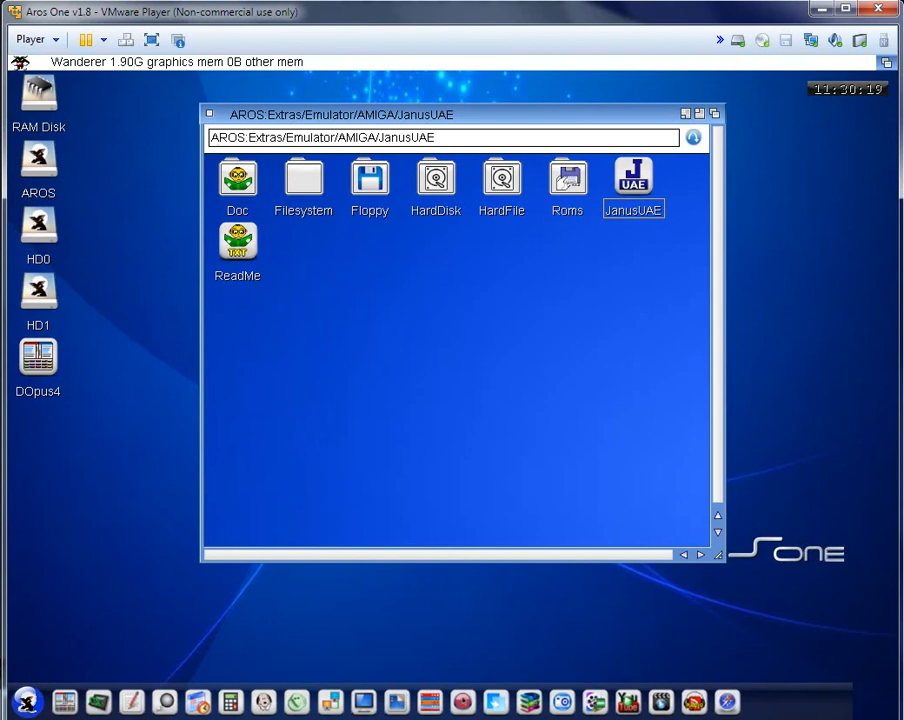 Aros One v1.8 - VMware Player (Non-commercial use only)
Player
Wanderer 1.90G graphics mem 0B other mem
11:30:19
RAM Disk
AROS
HD0
HD1
DOpus4
AROS:Extras/Emulator/AMIGA/JanusUAE
AROS:Extras/Emulator/AMIGA/JanusUAE
Doc
Filesystem
Floppy
HardDisk
HardFile
Roms
J
UAE
JanusUAE
TXT
ReadMe
ONE